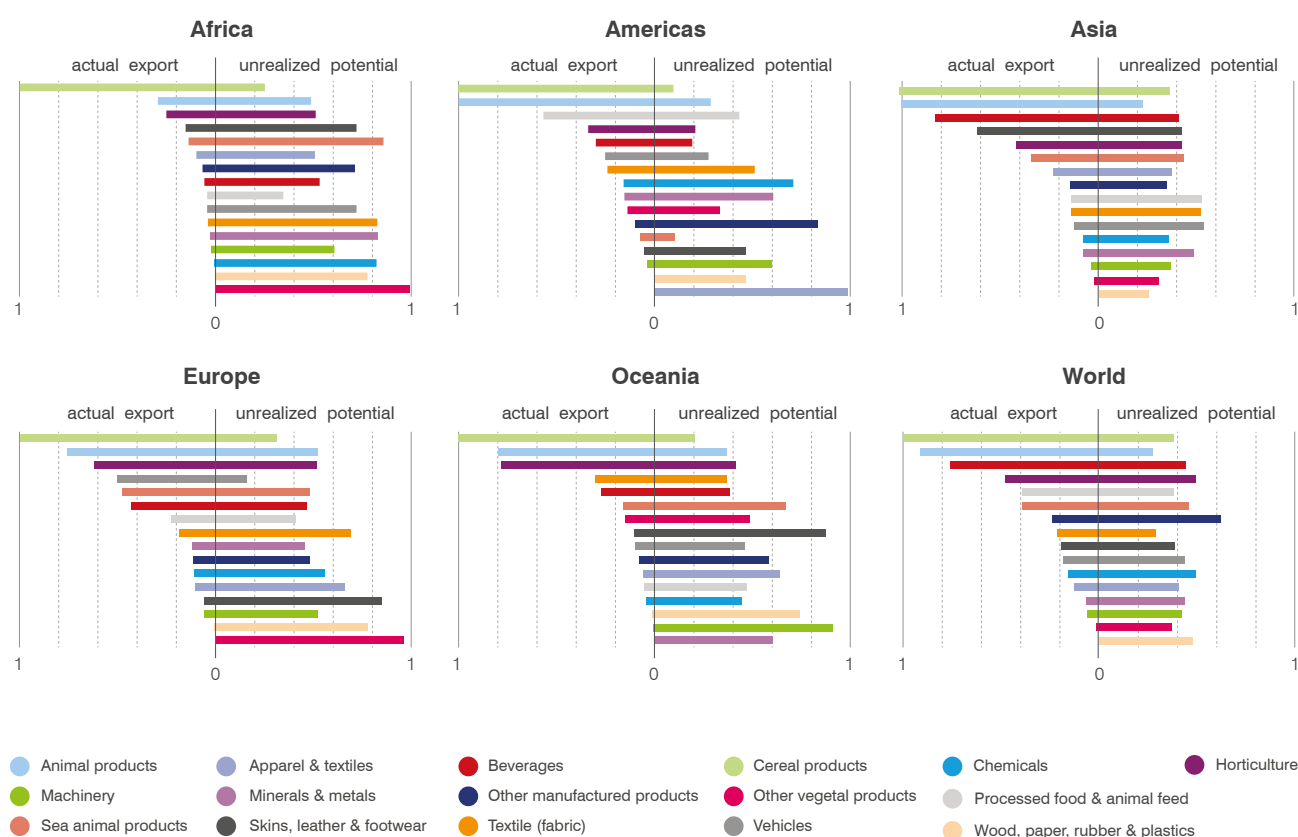 Africa Americas Asia
actual export unrealized potential actual export unrealized potential actual export unrealized potential
1 0 1 1 0 1 1 0 1
Europe Oceania World
actual export unrealized potential actual export unrealized potential actual export unrealized potential
1 0 1 1 0 1 1 0 1
Animal products Apparel & textiles Beverages Cereal products Chemicals Horticulture
Machinery Minerals & metals Other manufactured products Other vegetal products Processed food & animal feed
Sea animal products Skins, leather & footwear Textile (fabric) Vehicles Wood, paper, rubber & plastics